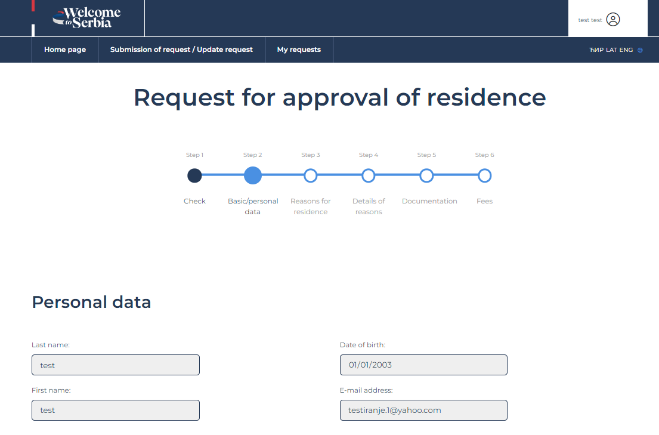 Welcome
to Serbia
test test
Home page
Submission of request / Update request
My requests
ЋИР LAT ENG
Request for approval of residence
Step 1
Step 2
Step 3
Step 4
Step 5
Step 6
Check
Basic/personal
data
Reasons for
residence
Details of
reasons
Documentation
Fees
Personal data
Last name
Date of birth:
test
01/01/2003
First name:
E-mail address:
test
testiranje.1@yahoo.com